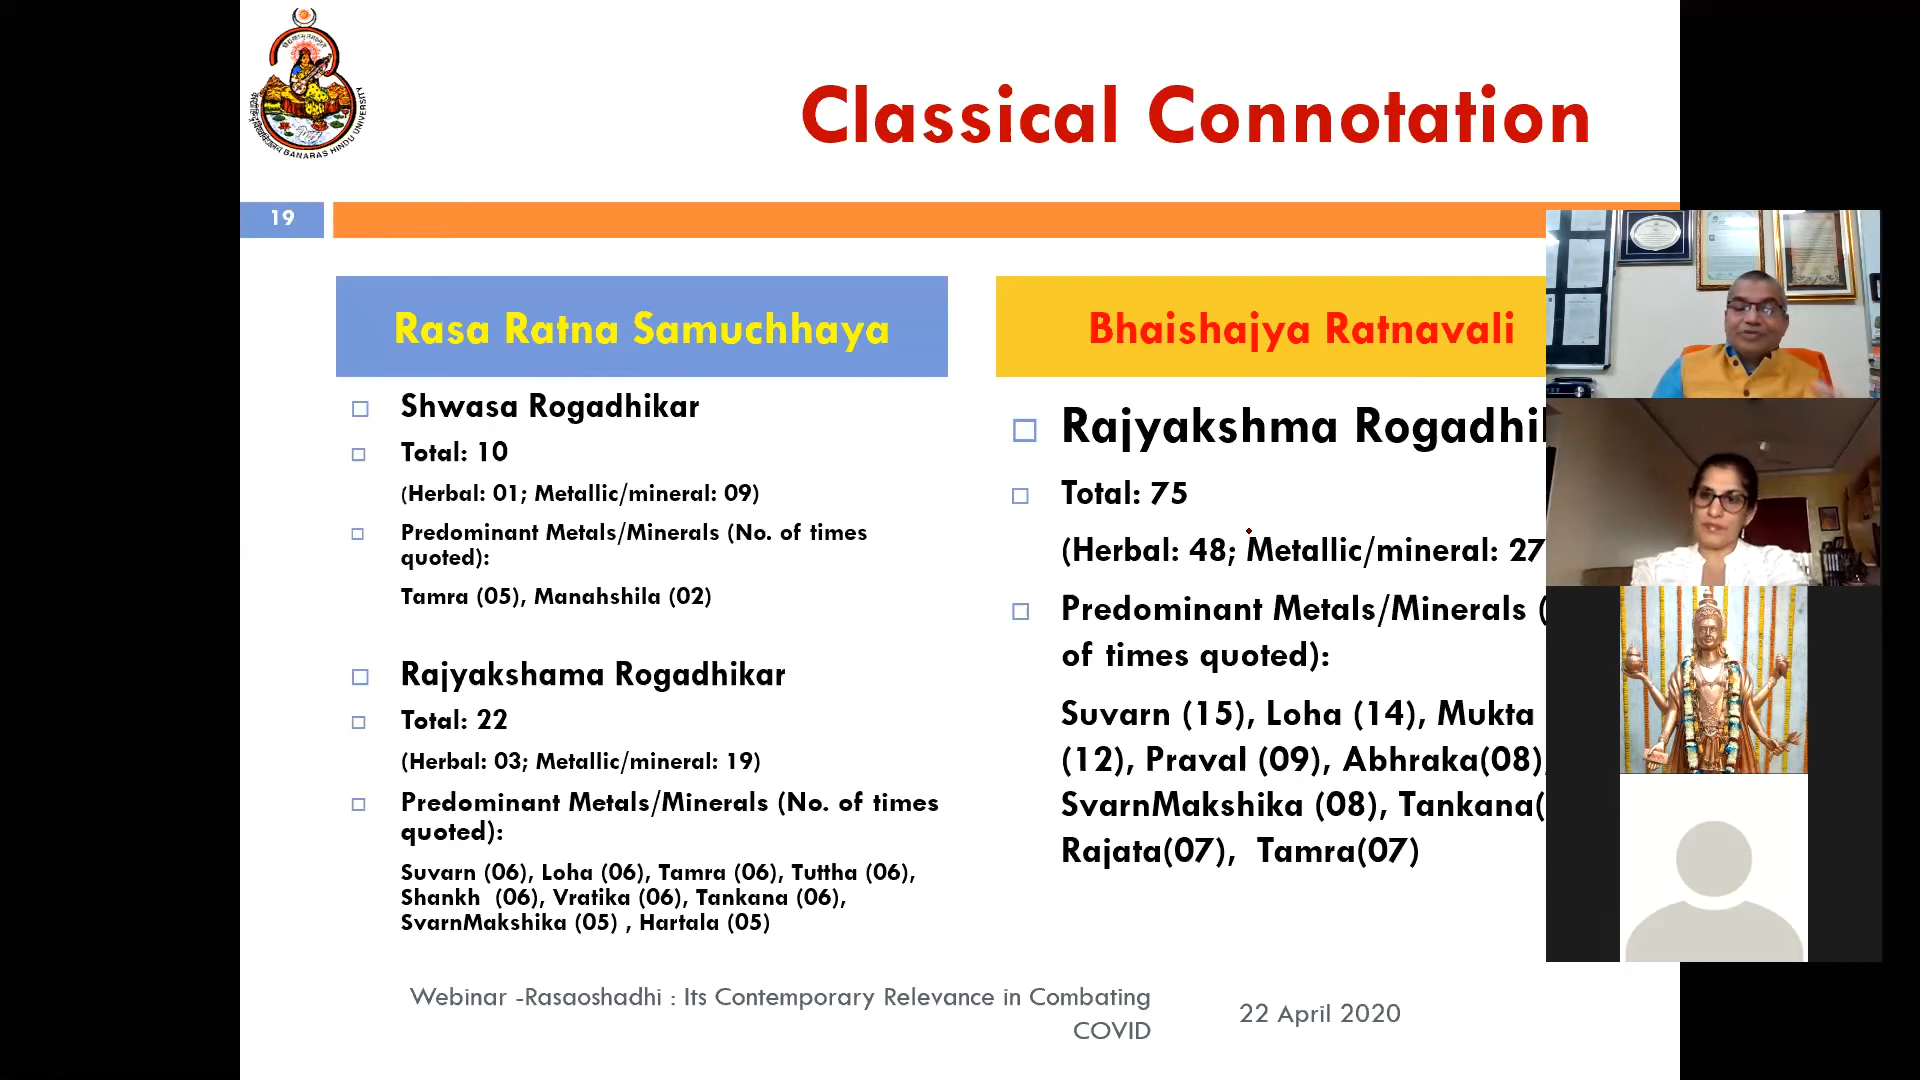 BANARAS HINDU UNIVERSITY
Classical Connotation
19
Rasa Ratna Samuchhaya
Shwasa Rogadhikar
Total: 10
(Herbal: 01; Metallic/mineral: 09)
Predominant Metals/Minerals (No. of times
quoted):
Tamra (05), Manahshila (02)
Rajyakshama Rogadhikar
Total: 22
(Herbal: 03; Metallic/mineral: 19)
Predominant Metals/Minerals (No. of times
quoted):
Suvarn (06), Loha (06), Tamra (06), Tuttha (06),
Shankh (06), Vratika (06), Tankana (06),
SvarnMakshika (05) , Hartala (05)
Bhaishajya Ratnavali
Rajyakshma Rogadhi
Total: 75
(Herbal: 48; Metallic/mineral: 27
Predominant Metals/Minerals (
of times quoted):
Suvarn (15), Loha (14), Mukta
(12), Praval (09), Abhraka(08)
SvarnMakshika (08), Tankana(
Rajata(07), Tamra(07)
Webinar -Rasaoshadhi : Its Contemporary Relevance in Combating
COVID
22 April 2020